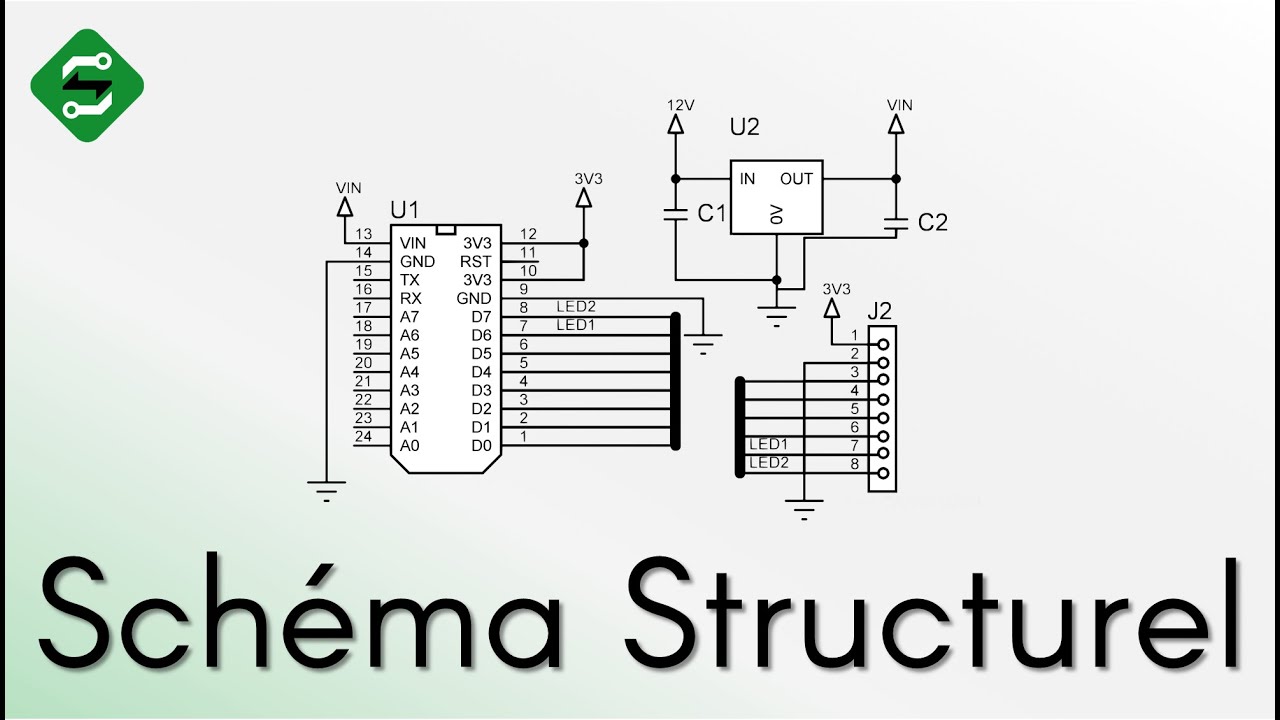 12V
VIN
U2
IN OUT
0V
C1
C2
VIN
3V3
U1
13 VIN 3V3 12
14 GND RST 11
15 TX 3V3 10
16 RX GND 9
17 A7 D7 8 LED2
18 A6 D6 7 LED1
19 A5 D5 6
20 A4 D4 5
21 A3 D3 4
22 A2 D2 3
23 A1 D1 2
24 A0 D0 1
3V3
J2
1
2
3
4
5
6
LED1 7
LED2 8
Schéma Structurel